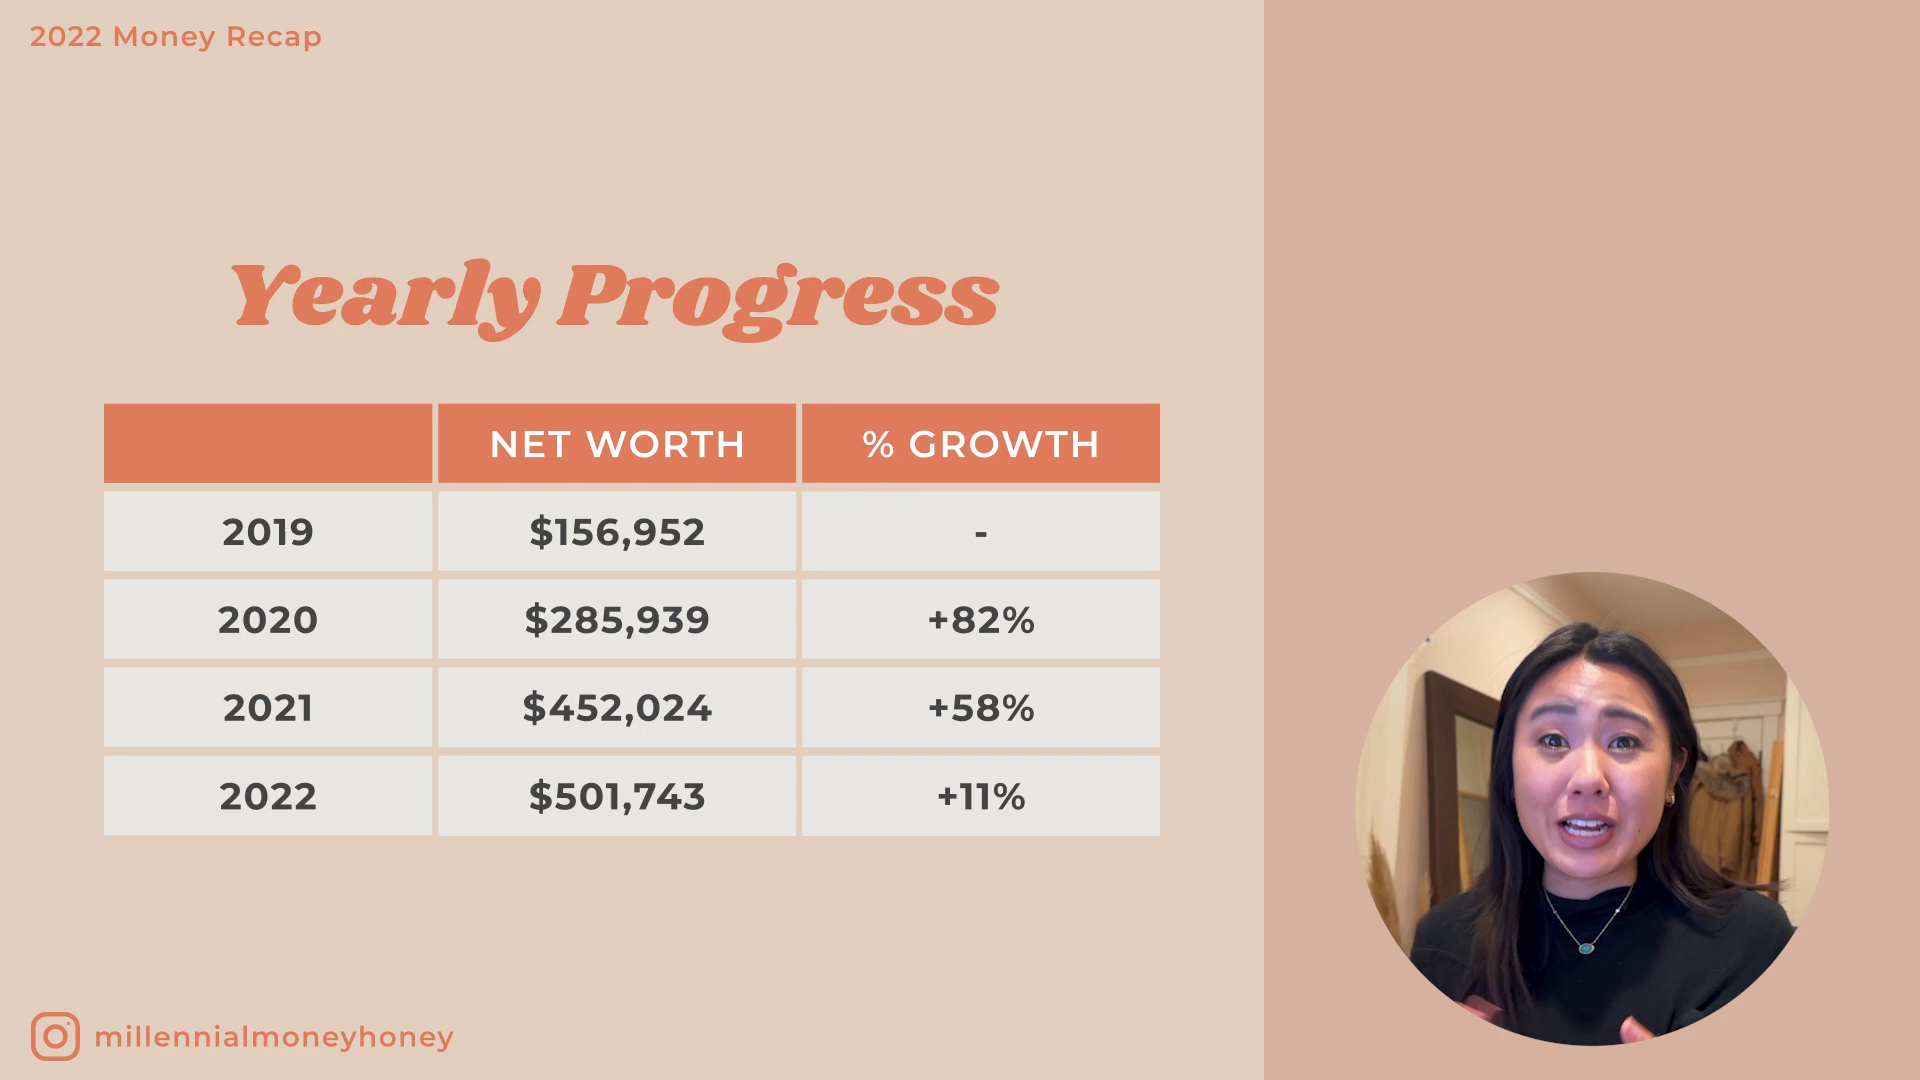 2022 Money Recap
Yearly Progress
NET WORTH % GROWTH
2019 $156,952 -
2020 $285,939 +82%
2021 $452,024 +58%
2022 $501,743 +11%
millennialmoneyhoney